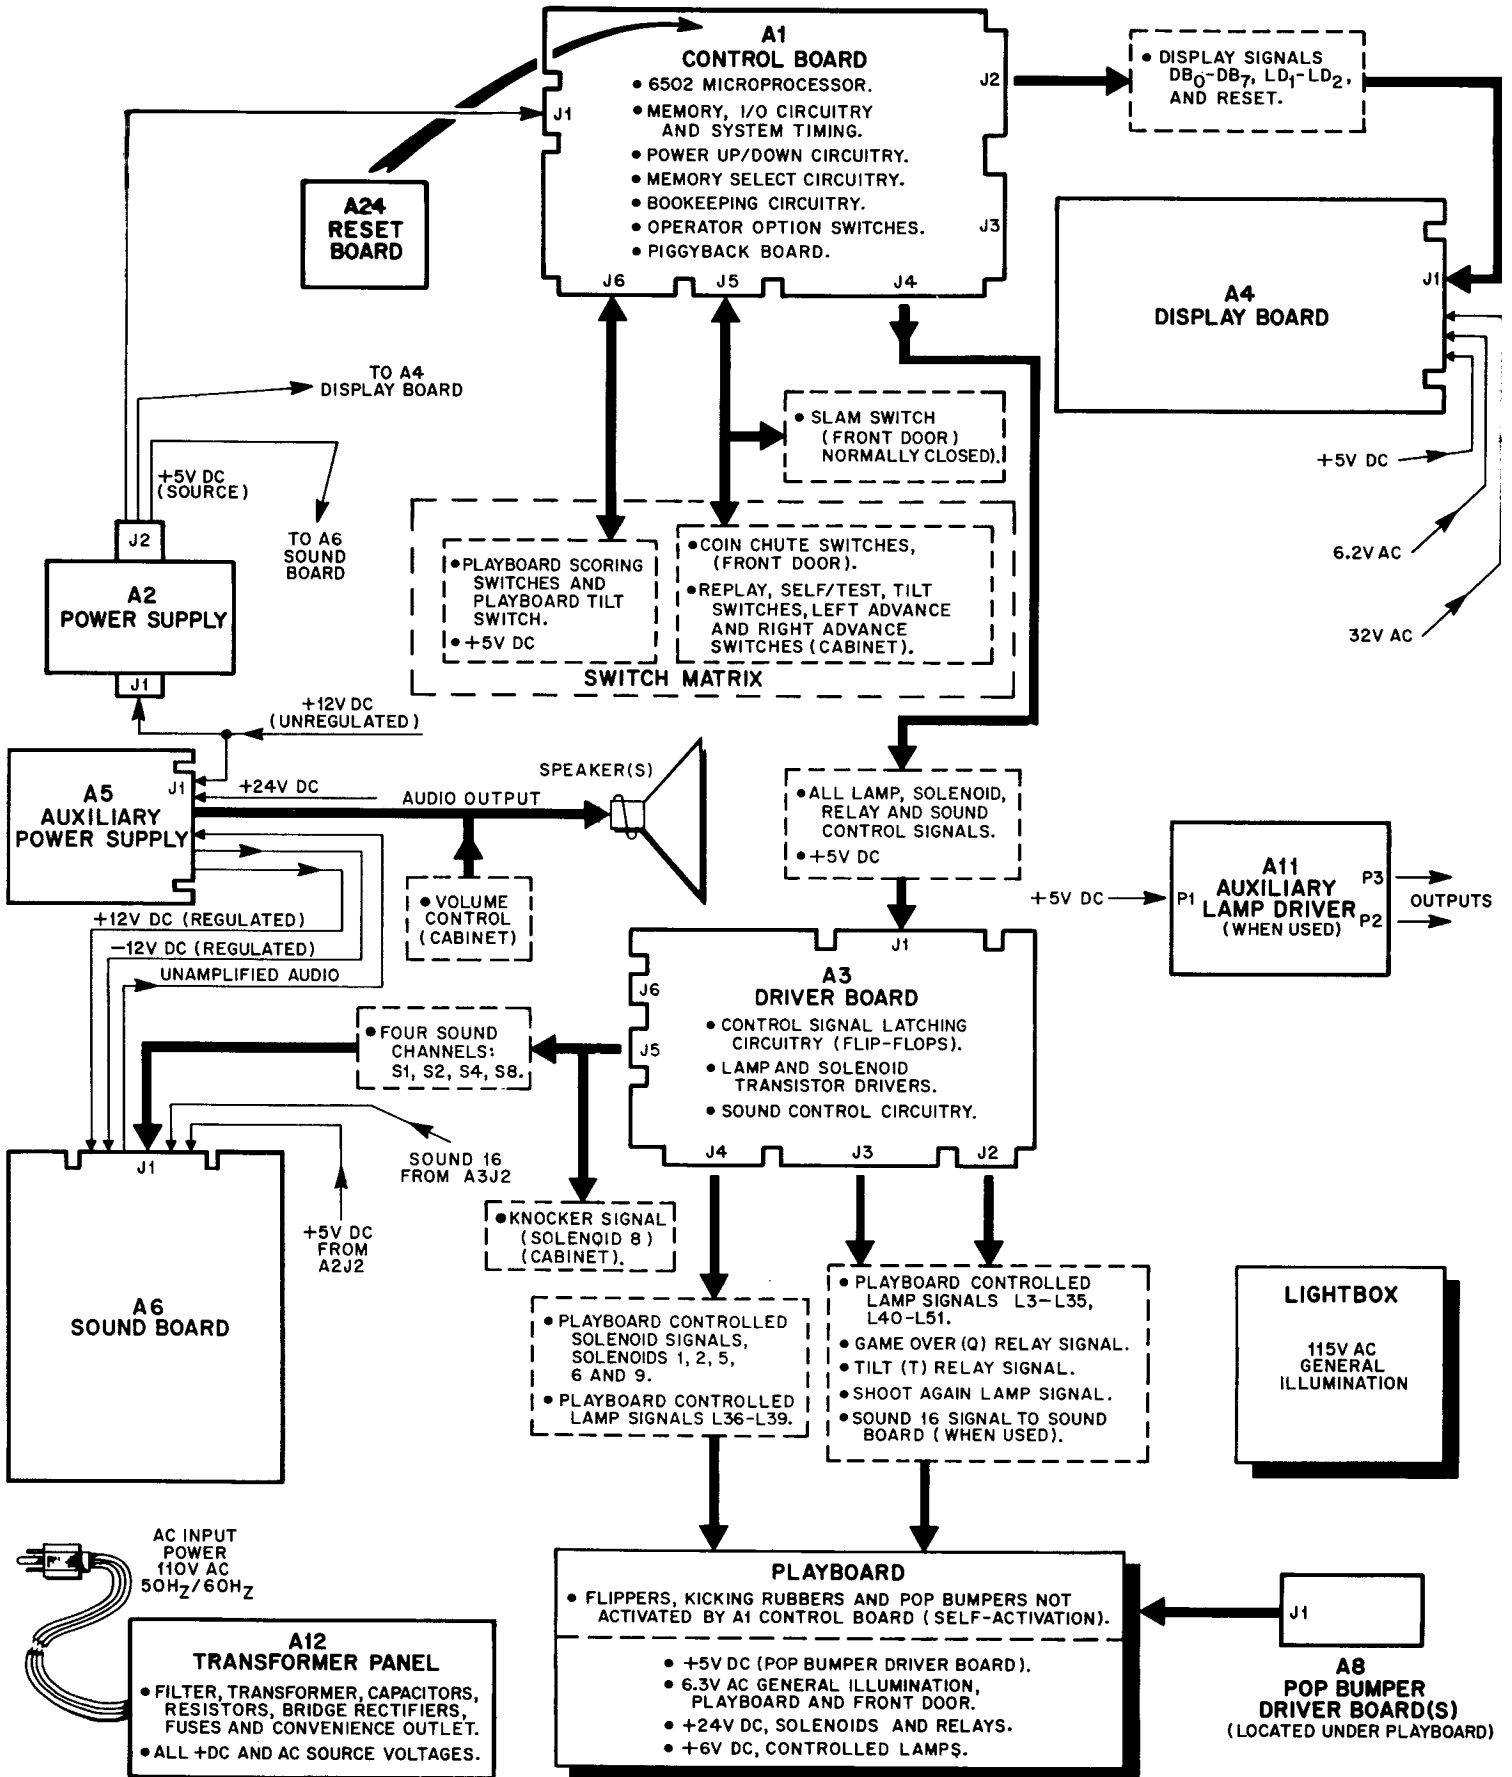 A1
CONTROL BOARD
• 6502 MICROPROCESSOR.
• MEMORY, I/O CIRCUITRY
AND SYSTEM TIMING.
• POWER UP/DOWN CIRCUITRY.
• MEMORY SELECT CIRCUITRY.
• BOOKEEPING CIRCUITRY.
• OPERATOR OPTION SWITCHES.
• PIGGYBACK BOARD.
J1
J2
J3
J6
J5
J4
• DISPLAY SIGNALS
DB0-DB7, LD1-LD2,
AND RESET.
A24
RESET
BOARD
A4
DISPLAY BOARD
J1
+5V DC
6.2V AC
32V AC
TO A4
DISPLAY BOARD
+5V DC
(SOURCE)
TO A6
SOUND
BOARD
J2
A2
POWER SUPPLY
J1
• SLAM SWITCH
(FRONT DOOR)
NORMALLY CLOSED).
• PLAYBOARD SCORING
SWITCHES AND
PLAYBOARD TILT
SWITCH.
• +5V DC
• COIN CHUTE SWITCHES,
(FRONT DOOR).
• REPLAY, SELF/TEST, TILT
SWITCHES, LEFT ADVANCE
AND RIGHT ADVANCE
SWITCHES (CABINET).
SWITCH MATRIX
+12V DC
(UNREGULATED)
A5
AUXILIARY
POWER SUPPLY
J1
+24V DC
AUDIO OUTPUT
SPEAKER(S)
• VOLUME
CONTROL
(CABINET)
+12V DC (REGULATED)
-12V DC (REGULATED)
UNAMPLIFIED AUDIO
• ALL LAMP, SOLENOID,
RELAY AND SOUND
CONTROL SIGNALS.
• +5V DC
+5V DC
P1
A11
AUXILIARY
LAMP DRIVER
(WHEN USED)
P3
P2
OUTPUTS
J1
A3
DRIVER BOARD
• CONTROL SIGNAL LATCHING
CIRCUITRY (FLIP-FLOPS).
• LAMP AND SOLENOID
TRANSISTOR DRIVERS.
• SOUND CONTROL CIRCUITRY.
J6
J5
J4
J3
J2
• FOUR SOUND
CHANNELS:
S1, S2, S4, S8.
SOUND 16
FROM A3J2
+5V DC
FROM
A2J2
J1
A6
SOUND BOARD
• KNOCKER SIGNAL
(SOLENOID 8)
(CABINET).
• PLAYBOARD CONTROLLED
SOLENOID SIGNALS,
SOLENOIDS 1, 2, 5,
6 AND 9.
• PLAYBOARD CONTROLLED
LAMP SIGNALS L36-L39.
• PLAYBOARD CONTROLLED
LAMP SIGNALS L3-L35,
L40-L51.
• GAME OVER (Q) RELAY SIGNAL.
• TILT (T) RELAY SIGNAL.
• SHOOT AGAIN LAMP SIGNAL.
• SOUND 16 SIGNAL TO SOUND
BOARD (WHEN USED).
LIGHTBOX
115V AC
GENERAL
ILLUMINATION
AC INPUT
POWER
110V AC
50HZ/60HZ
A12
TRANSFORMER PANEL
• FILTER, TRANSFORMER, CAPACITORS,
RESISTORS, BRIDGE RECTIFIERS,
FUSES AND CONVENIENCE OUTLET.
• ALL +DC AND AC SOURCE VOLTAGES.
PLAYBOARD
• FLIPPERS, KICKING RUBBERS AND POP BUMPERS NOT
ACTIVATED BY A1 CONTROL BOARD (SELF-ACTIVATION).
• +5V DC (POP BUMPER DRIVER BOARD).
• 6.3V AC GENERAL ILLUMINATION,
PLAYBOARD AND FRONT DOOR.
• +24V DC, SOLENOIDS AND RELAYS.
• +6V DC, CONTROLLED LAMPS.
J1
A8
POP BUMPER
DRIVER BOARD(S)
(LOCATED UNDER PLAYBOARD)